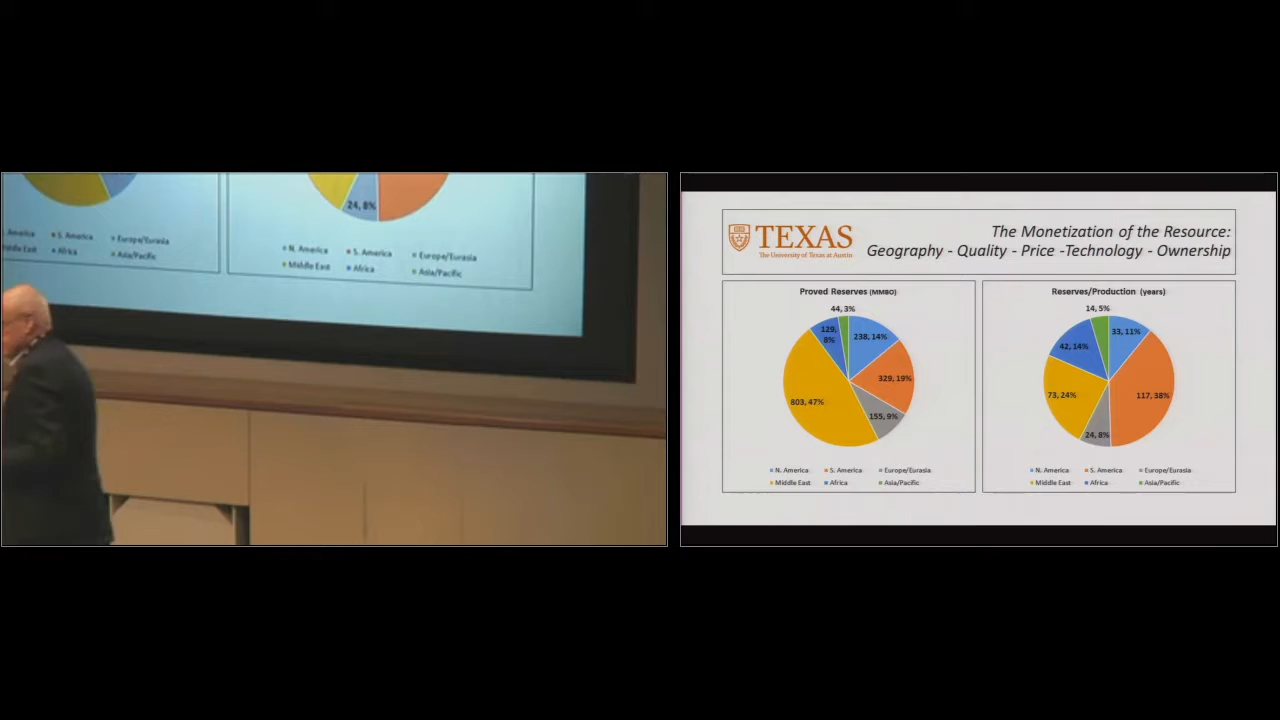 24, 8%
America
S. America
Europe/Eurasia
Middle East
Africa
Asia/Pacific
N. America
S. America
Europe/Eurasia
Middle East
Africa
Asia/Pacific
TEXAS
The University of Texas at Austin
The Monetization of the Resource:
Geography - Quality - Price -Technology - Ownership
Proved Reserves (MMBO)
44, 3%
129,
8%
238, 14%
329, 19%
803, 47%
155, 9%
N. America S. America Europe/Eurasia
Middle East Africa Asia/Pacific
Reserves/Production (years)
14, 5%
33, 11%
42, 14%
73, 24%
117, 38%
24, 8%
N. America S. America Europe/Eurasia
Middle East Africa Asia/Pacific